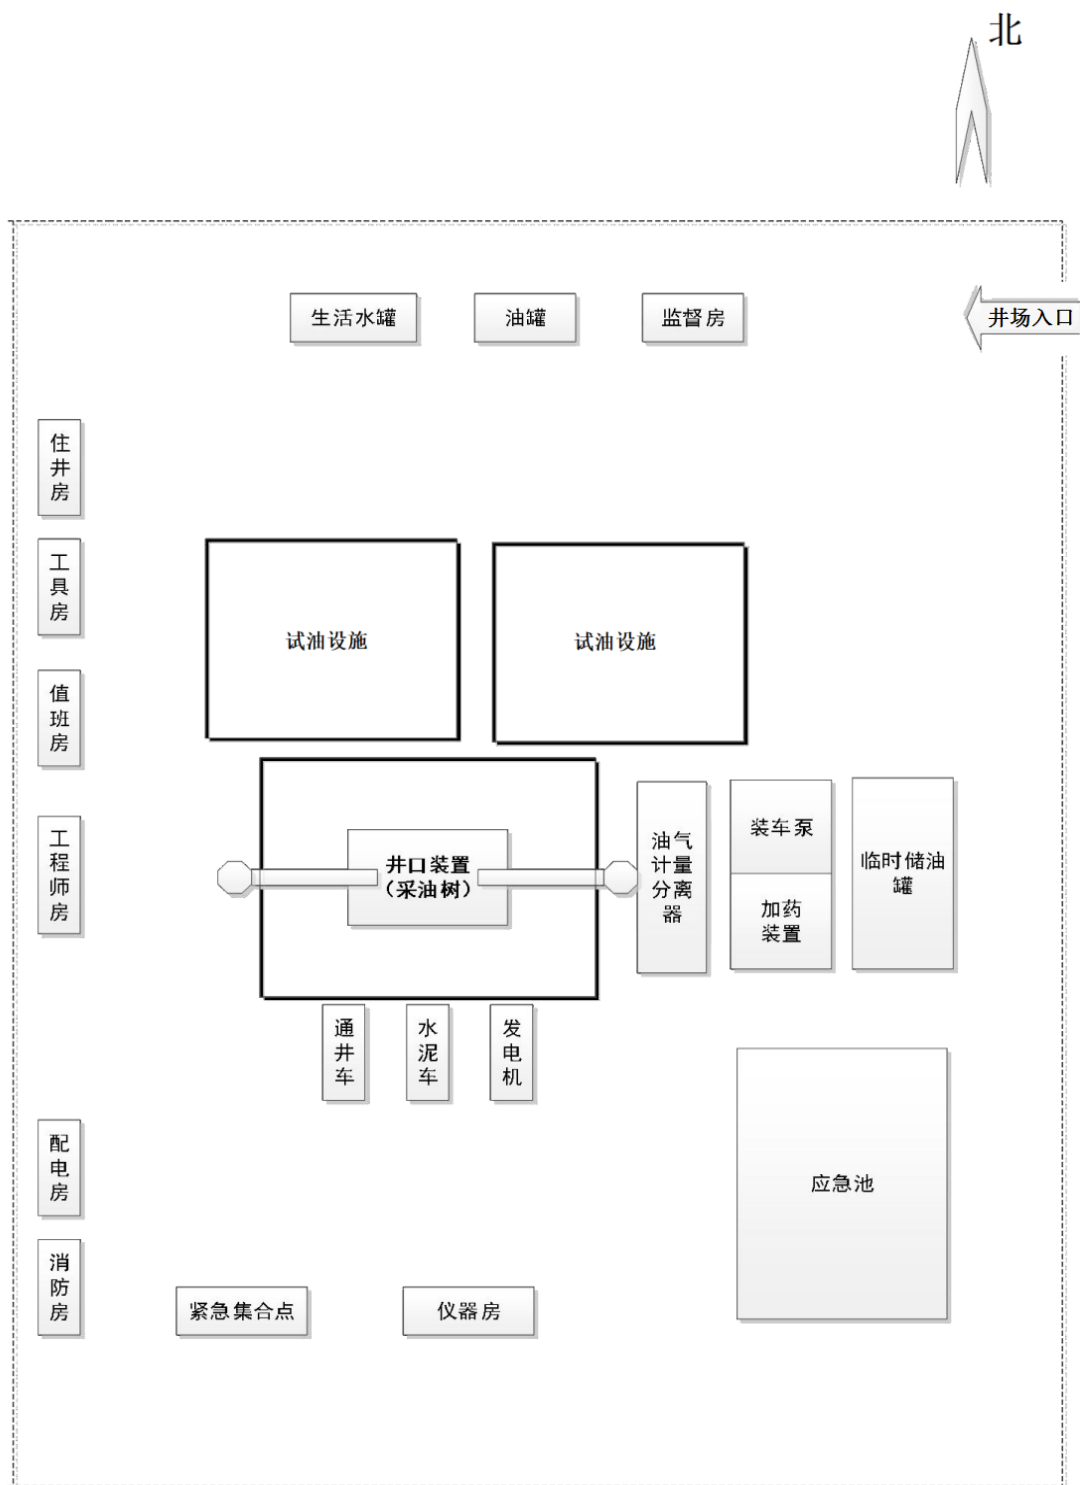 北
生活水罐
油罐
监督房
井场入口
住
井
房
工
具
房
试油设施
试油设施
值
班
房
工
程
师
房
井口装置
（采油树）
油气
计量
分离
器
装车泵
加药
装置
临时储油
罐
通
井
车
水
泥
车
发
电
机
配
电
房
应急池
消
防
房
紧急集合点
仪器房